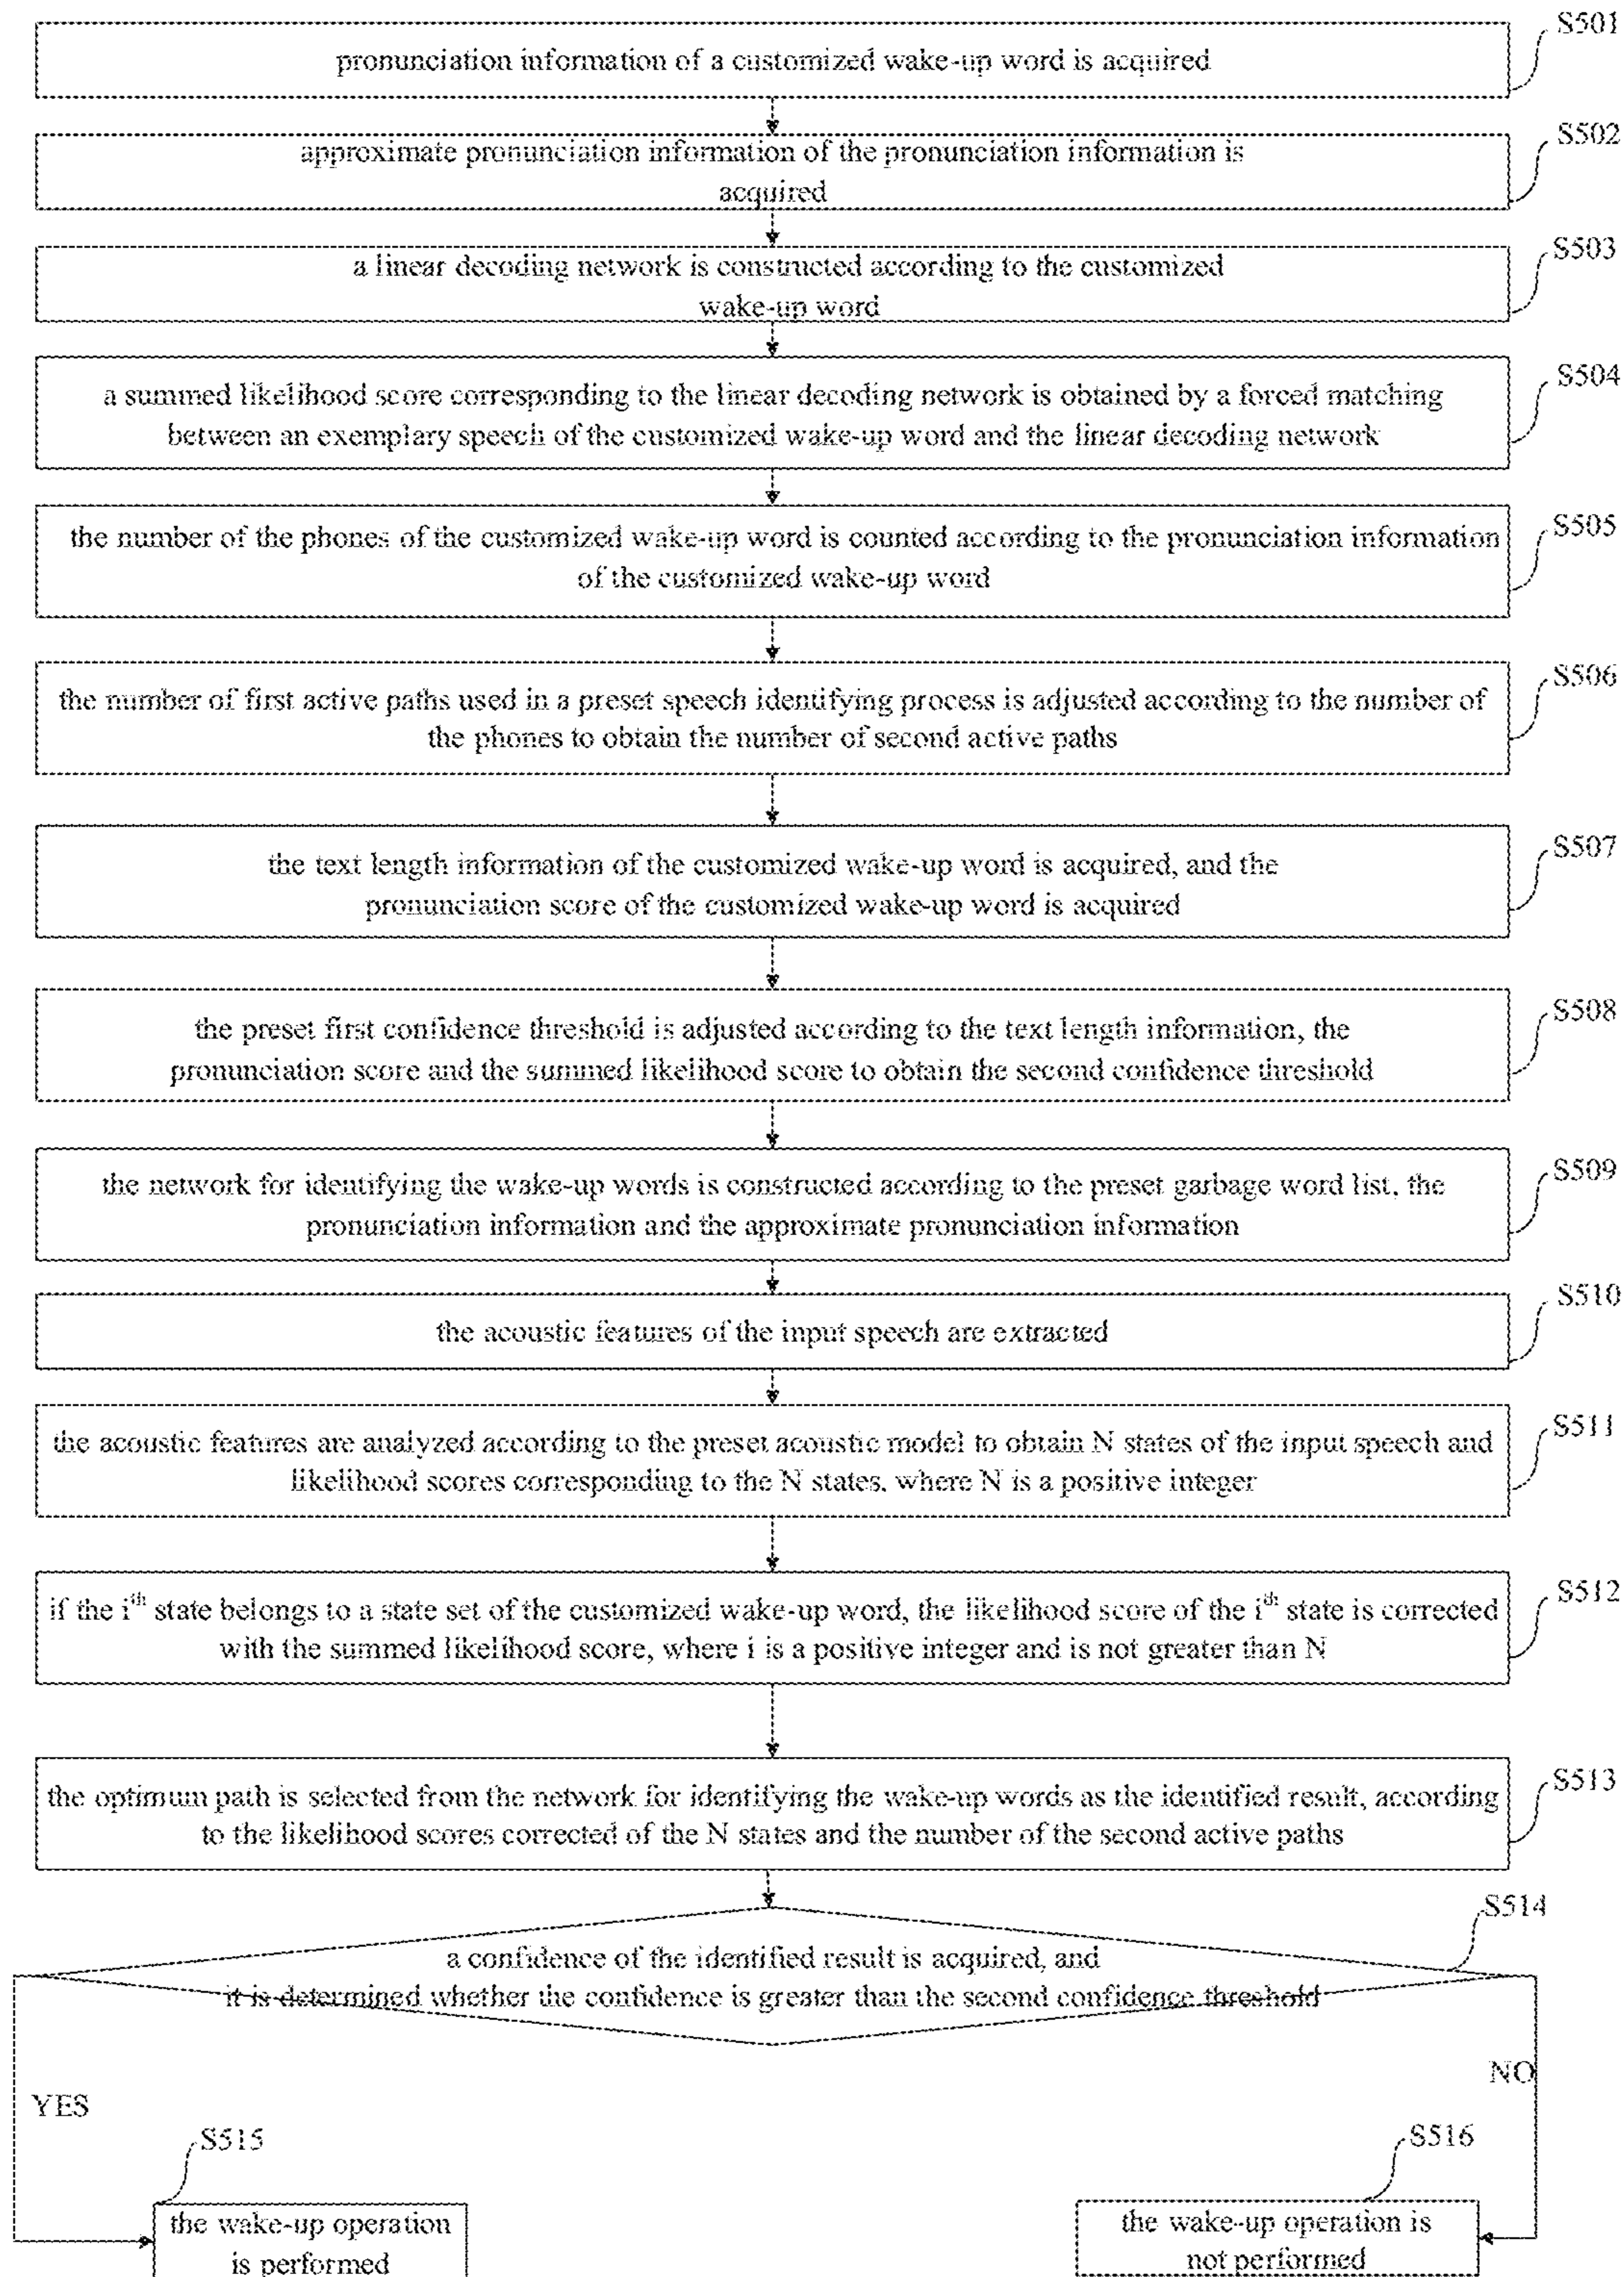 S501
pronunciation information of a customized wake-up word is acquired
S502
approximate pronunciation information of the pronunciation information is
acquired
S503
a linear decoding network is constructed according to the customized
wake-up word
S504
a summed likelihood score corresponding to the linear decoding network is obtained by a forced matching
between an exemplary speech of the customized wake-up word and the linear decoding network
S505
the number of the phones of the customized wake-up word is counted according to the pronunciation information
of the customized wake-up word
S506
the number of first active paths used in a preset speech identifying process is adjusted according to the number of
the phones to obtain the number of second active paths
S507
the text length information of the customized wake-up word is acquired, and the
pronunciation score of the customized wake-up word is acquired
S508
the preset first confidence threshold is adjusted according to the text length information, the
pronunciation score and the summed likelihood score to obtain the second confidence threshold
S509
the network for identifying the wake-up words is constructed according to the preset garbage word list, the
pronunciation information and the approximate pronunciation information
S510
the acoustic features of the input speech are extracted
S511
the acoustic features are analyzed according to the preset acoustic model to obtain N states of the input speech and
likelihood scores corresponding to the N states, where N is a positive integer
S512
if the i^th state belongs to a state set of the customized wake-up word, the likelihood score of the i^th state is corrected
with the summed likelihood score, where i is a positive integer and is not greater than N
S513
the optimum path is selected from the network for identifying the wake-up words as the identified result, according
to the likelihood scores corrected of the N states and the number of the second active paths
S514
a confidence of the identified result is acquired, and
it is determined whether the confidence is greater than the second confidence threshold
NO
YES
S515
S516
the wake-up operation
is performed
the wake-up operation is
not performed